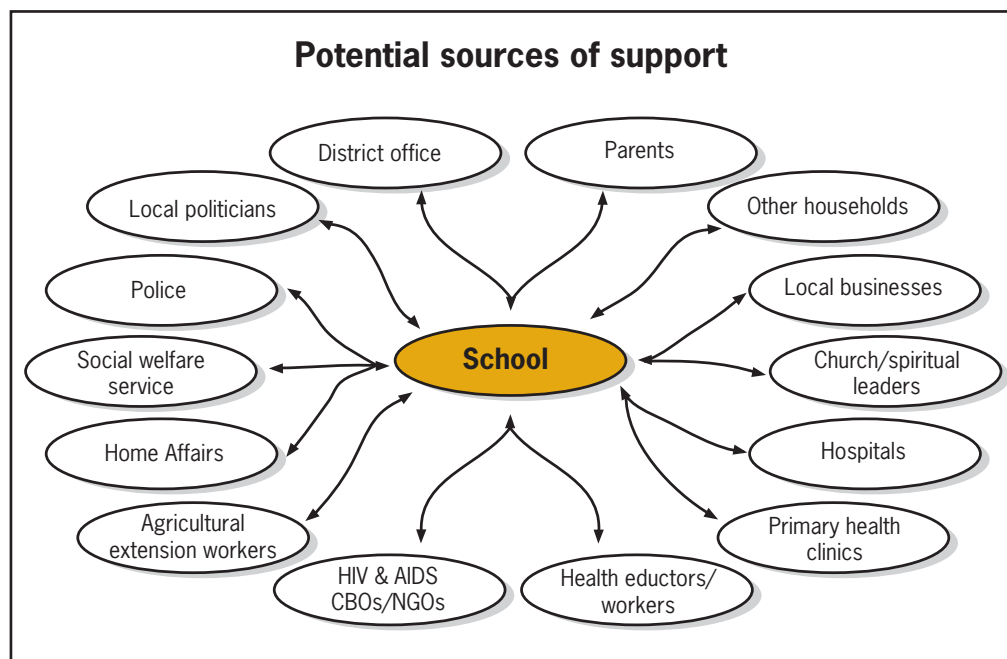 Potential sources of support
District office
Parents
Local politicians
Other households
Police
Local businesses
School
Social welfare
service
Church/spiritual
leaders
Home Affairs
Hospitals
Agricultural
extension workers
Primary health
clinics
HIV & AIDS
CBOs/NGOs
Health eductors/
workers